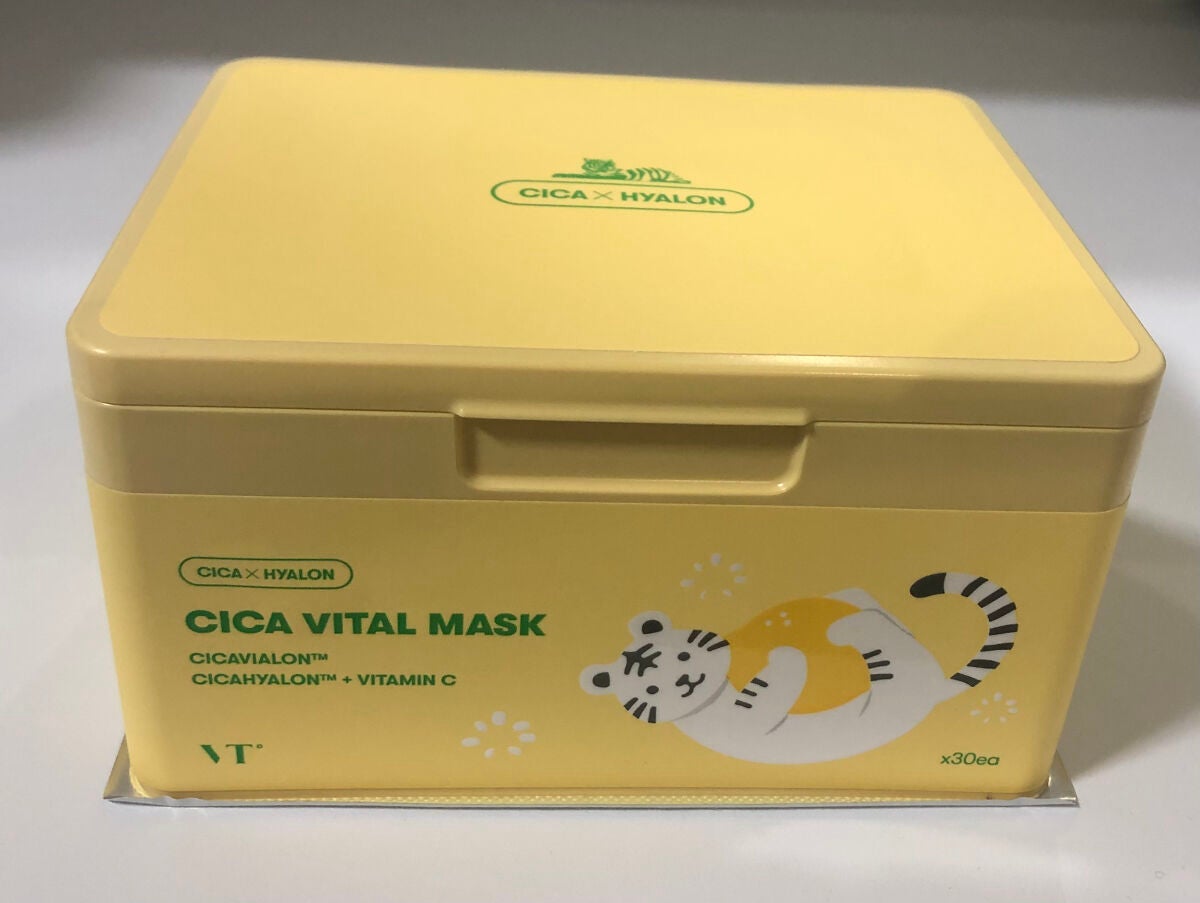 CICA × HYALON
CICA × HYALON
CICA VITAL MASK
CICAVIALON™
CICAHYALON™ + VITAMIN C
VT°
x30ea